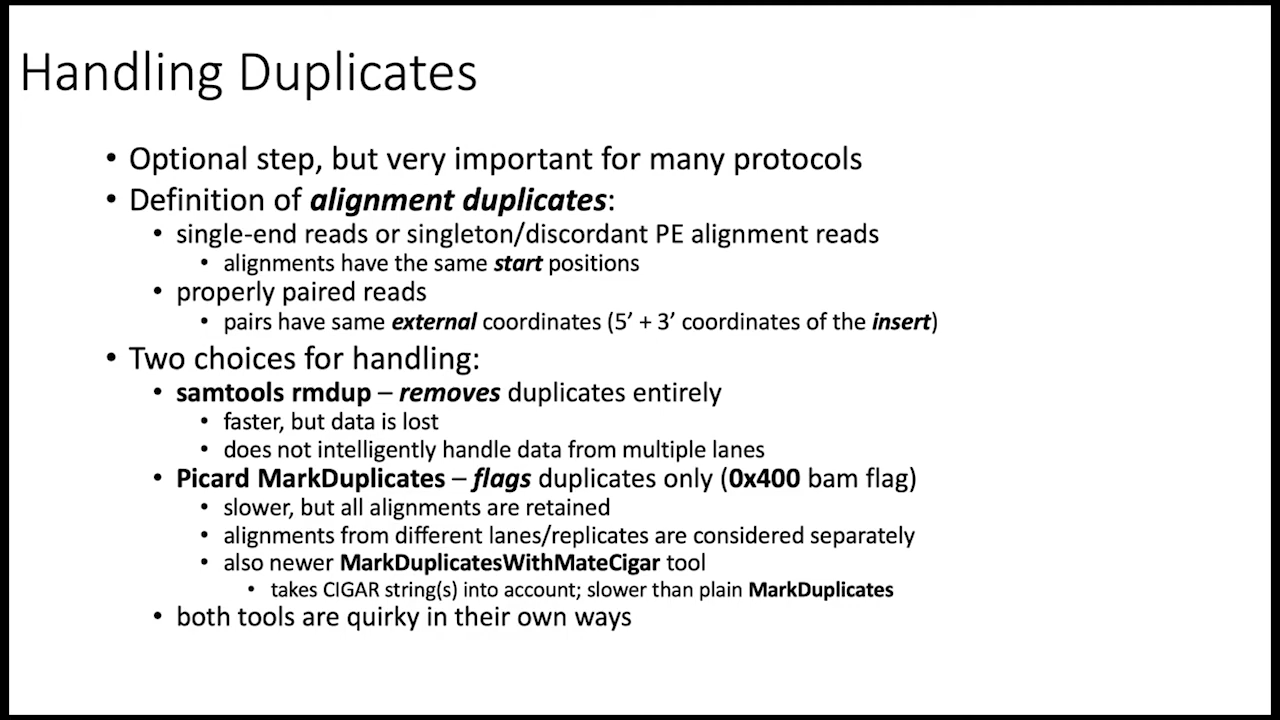 Handling Duplicates
• Optional step, but very important for many protocols
• Definition of alignment duplicates:
• single-end reads or singleton/discordant PE alignment reads
• alignments have the same start positions
• properly paired reads
• pairs have same external coordinates (5’ + 3’ coordinates of the insert)
• Two choices for handling:
• samtools rmdup – removes duplicates entirely
• faster, but data is lost
• does not intelligently handle data from multiple lanes
• Picard MarkDuplicates – flags duplicates only (0x400 bam flag)
• slower, but all alignments are retained
• alignments from different lanes/replicates are considered separately
• also newer MarkDuplicatesWithMateCigar tool
• takes CIGAR string(s) into account; slower than plain MarkDuplicates
• both tools are quirky in their own ways